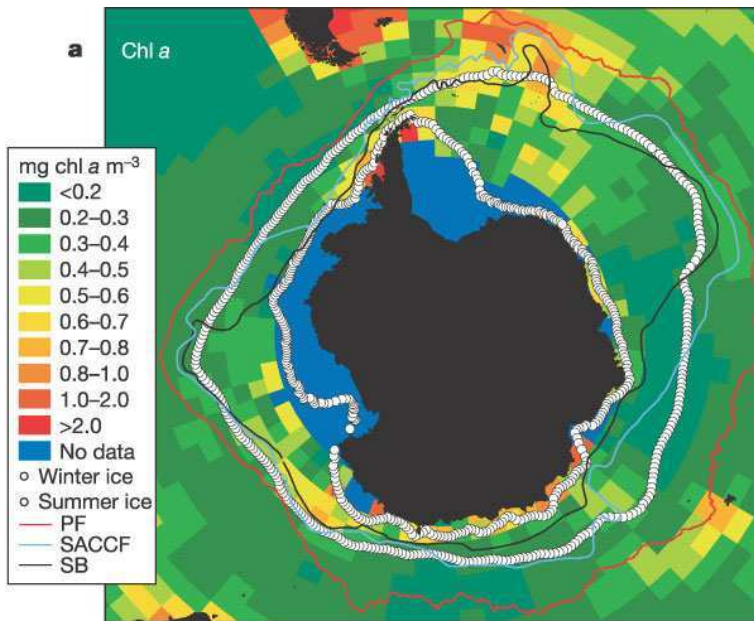 a
Chl a
mg chl a m⁻³
<0.2
0.2–0.3
0.3–0.4
0.4–0.5
0.5–0.6
0.6–0.7
0.7–0.8
0.8–1.0
1.0–2.0
>2.0
No data
Winter ice
Summer ice
PF
SACCF
SB